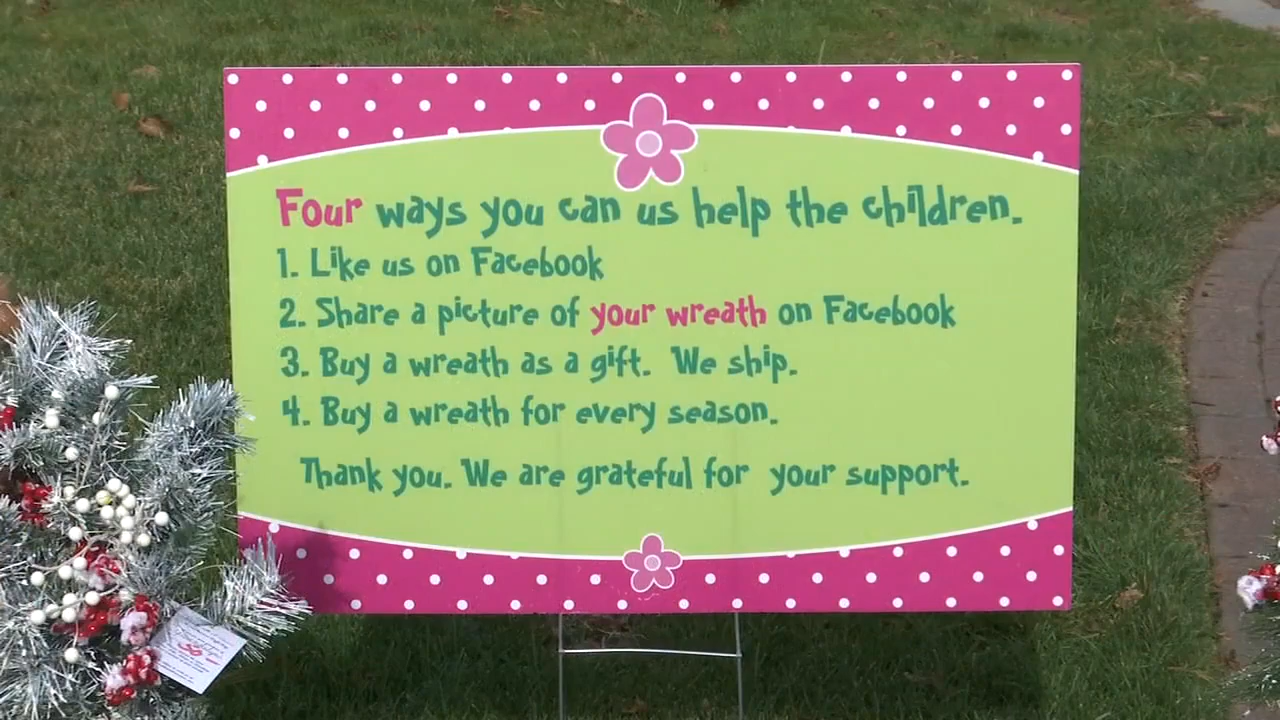 Four ways you can us help the children.
1. Like us on Facebook
2. Share a picture of your wreath on Facebook
3. Buy a wreath as a gift. We ship.
4. Buy a wreath for every season.
Thank you. We are grateful for your support.